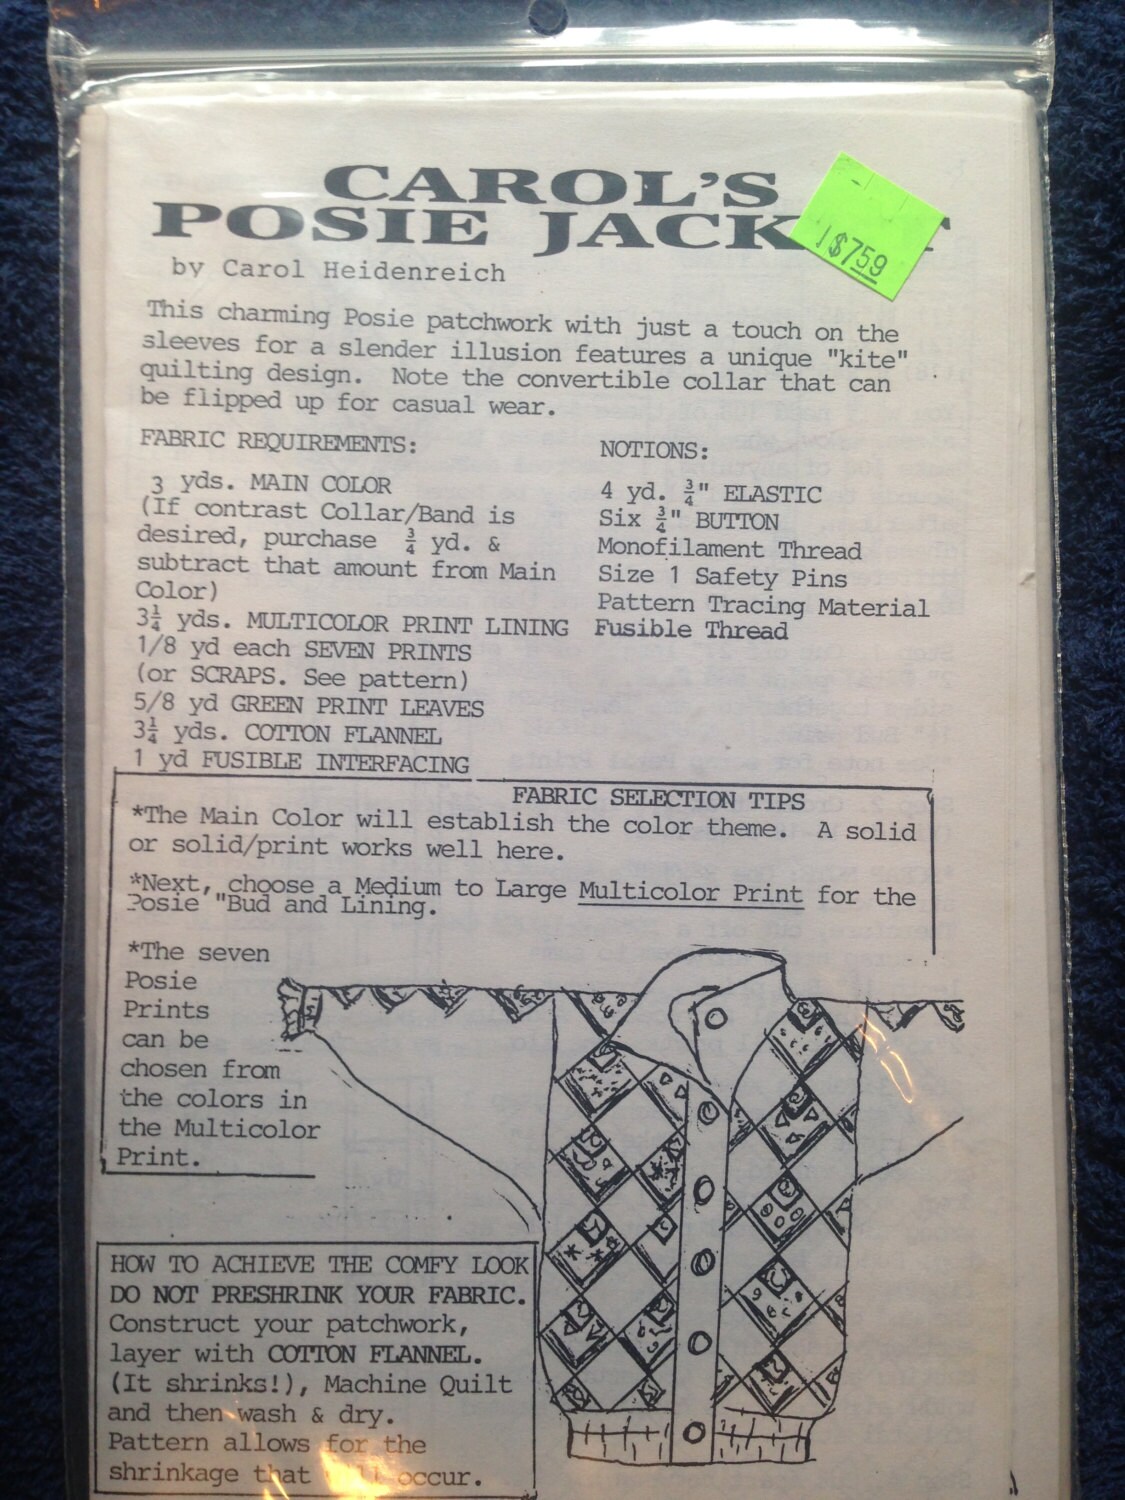 CAROL'S
POSIE JACK T
$7.59
by Carol Heidenreich
This charming Posie patchwork with just a touch on the
sleeves for a slender illusion features a unique "kite"
quilting design. Note the convertible collar that can
be flipped up for casual wear.
FABRIC REQUIREMENTS:
3 yds. MAIN COLOR
(If contrast Collar/Band is
desired, purchase ¾ yd. &
subtract that amount from Main
Color)
3¼ yds. MULTICOLOR PRINT LINING
1/8 yd each SEVEN PRINTS
(or SCRAPS. See pattern)
5/8 yd GREEN PRINT LEAVES
3¼ yds. COTTON FLANNEL
1 yd FUSIBLE INTERFACING
NOTIONS:
4 yd. ¾" ELASTIC
Six ¾" BUTTON
Monofilament Thread
Size 1 Safety Pins
Pattern Tracing Material
Fusible Thread
FABRIC SELECTION TIPS
*The Main Color will establish the color theme. A solid
or solid/print works well here.
*Next, choose a Medium to Large Multicolor Print for the
Posie "Bud and Lining.
*The seven
Posie
Prints
can be
chosen from
the colors in
the Multicolor
Print.
HOW TO ACHIEVE THE COMFY LOOK
DO NOT PRESHRINK YOUR FABRIC.
Construct your patchwork,
layer with COTTON FLANNEL.
(It shrinks!), Machine Quilt
and then wash & dry.
Pattern allows for the
shrinkage that will occur.